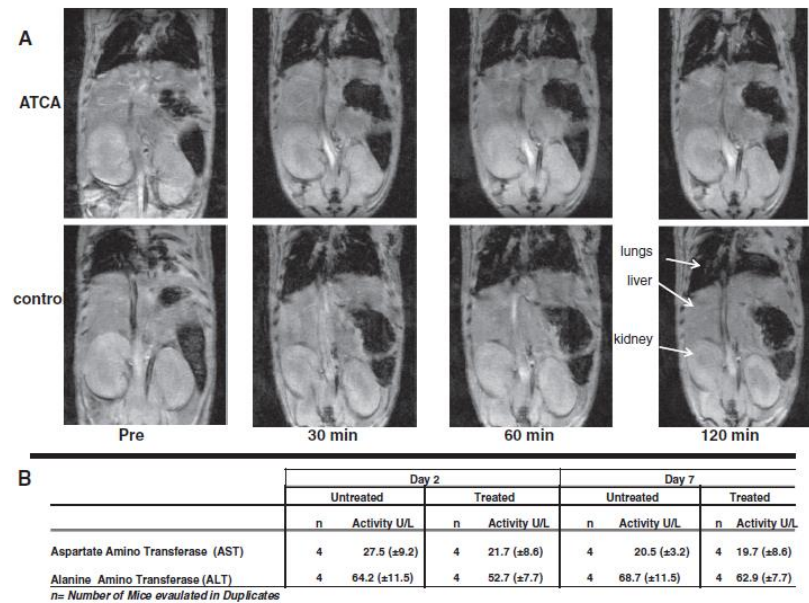 A
ATCA
contro
lungs
liver
kidney
Pre 30 min 60 min 120 min
B
Day 2 Day 7
Untreated Treated Untreated Treated
n Activity U/L n Activity U/L n Activity U/L n Activity U/L
Aspartate Amino Transferase (AST) 4 27.5 (±9.2) 4 21.7 (±8.6) 4 20.5 (±3.2) 4 19.7 (±8.6)
Alanine Amino Transferase (ALT) 4 64.2 (±11.5) 4 52.7 (±7.7) 4 68.7 (±11.5) 4 62.9 (±7.7)
n= Number of Mice evaulated in Duplicates